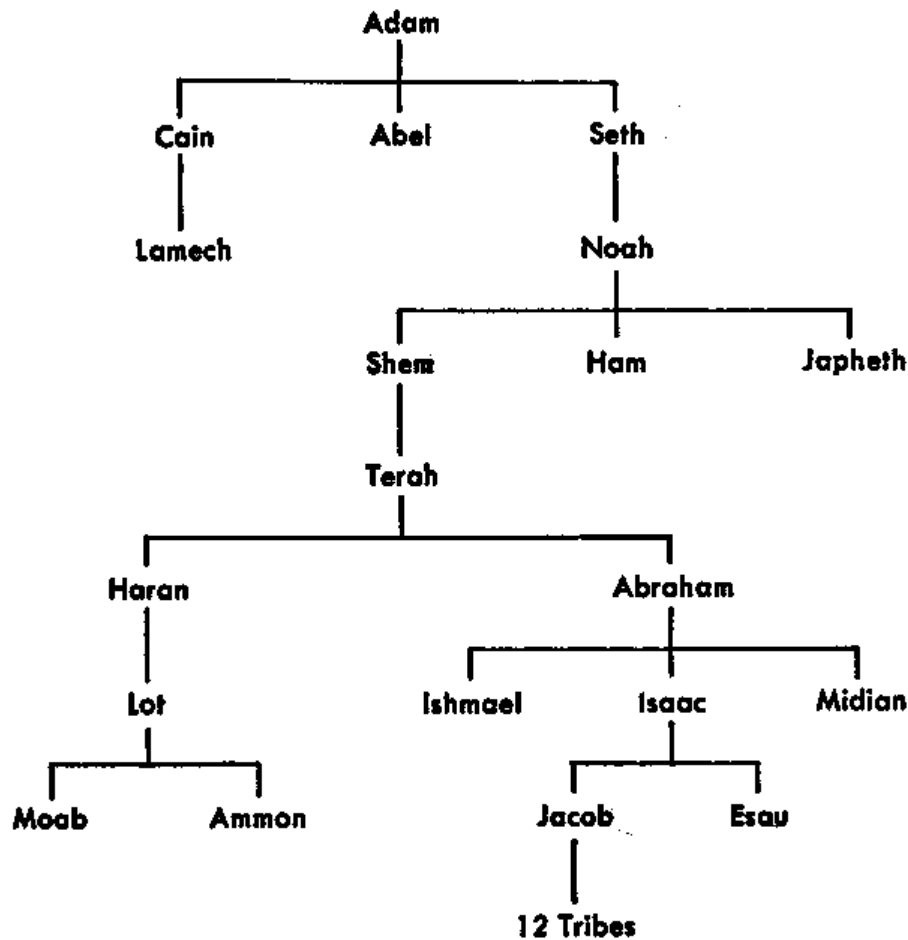 Adam
Cain Abel Seth
Lamech Noah
Shem Ham Japheth
Terah
Haran Abraham
Lot Ishmael Isaac Midian
Moab Ammon Jacob Esau
12 Tribes